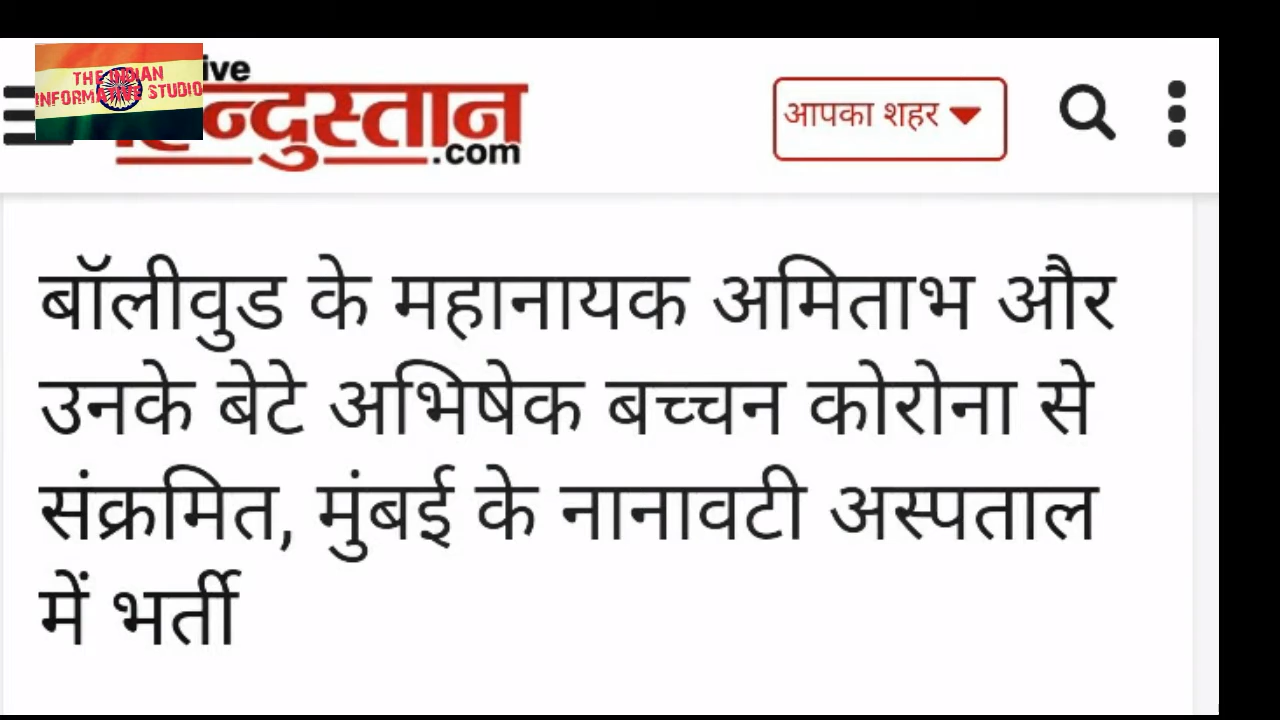 THE INDIAN
INFORMATIVE STUDIO
ive
हिन्दुस्तान
.com
आपका शहर
बॉलीवुड के महानायक अमिताभ और
उनके बेटे अभिषेक बच्चन कोरोना से
संक्रमित, मुंबई के नानावटी अस्पताल
में भर्ती